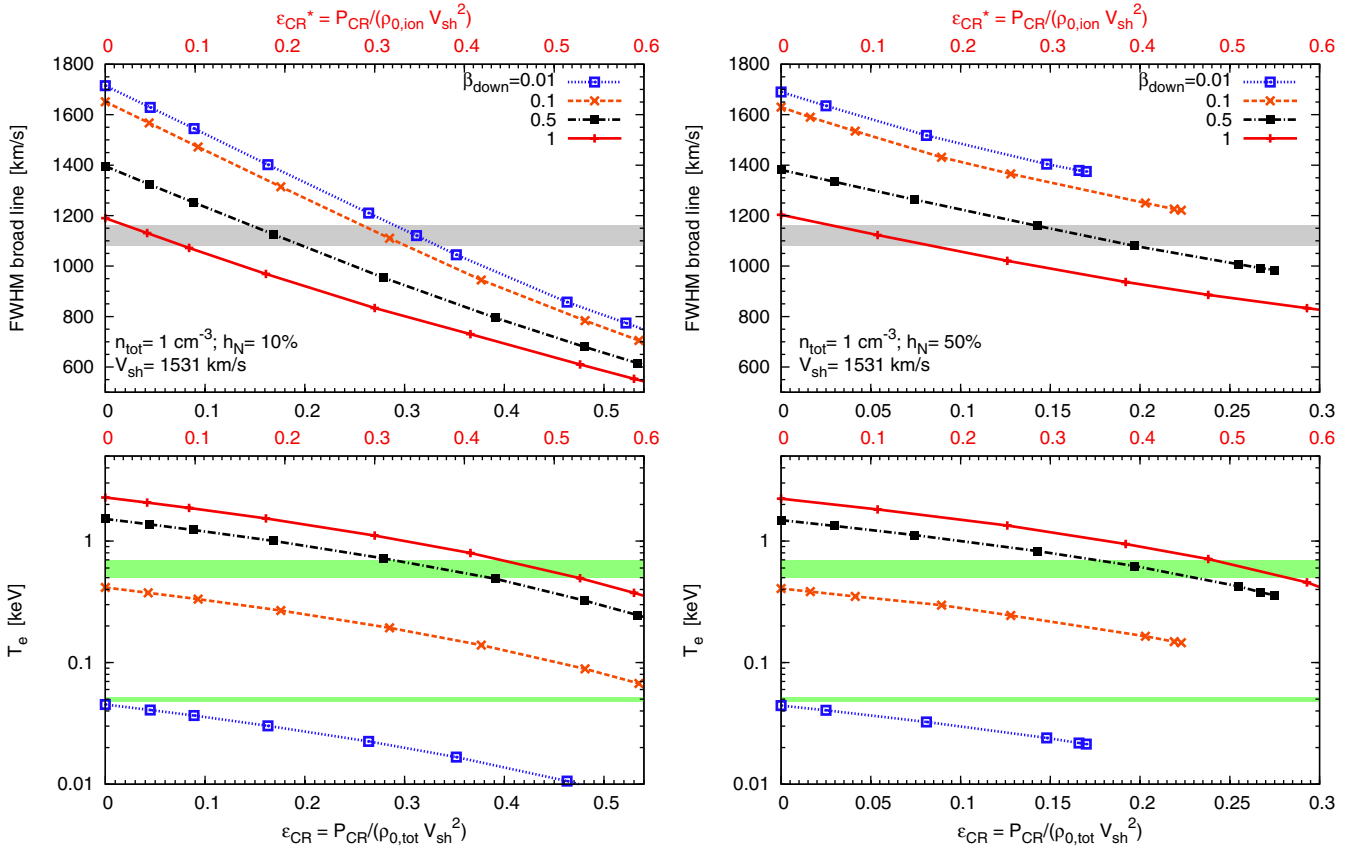 ε_CR* = P_CR/(ρ_0,ion V_sh^2)
0 0.1 0.2 0.3 0.4 0.5 0.6
1800
1600
1400
1200
1000
800
600
FWHM broad line [km/s]
β_down=0.01
0.1
0.5
1
n_tot= 1 cm^-3; h_N= 10%
V_sh= 1531 km/s
0.1 0.2 0.3 0.4 0.5
ε_CR* = P_CR/(ρ_0,ion V_sh^2)
0 0.1 0.2 0.3 0.4 0.5 0.6
1800
1600
1400
1200
1000
800
600
FWHM broad line [km/s]
β_down=0.01
0.1
0.5
1
n_tot= 1 cm^-3; h_N= 50%
V_sh= 1531 km/s
0 0.05 0.1 0.15 0.2 0.25 0.3
0 0.1 0.2 0.3 0.4 0.5 0.6
1
0.1
0.01
T_e [keV]
0 0.1 0.2 0.3 0.4 0.5
ε_CR = P_CR/(ρ_0,tot V_sh^2)
0 0.1 0.2 0.3 0.4 0.5 0.6
1
0.1
0.01
T_e [keV]
0 0.05 0.1 0.15 0.2 0.25 0.3
ε_CR = P_CR/(ρ_0,tot V_sh^2)